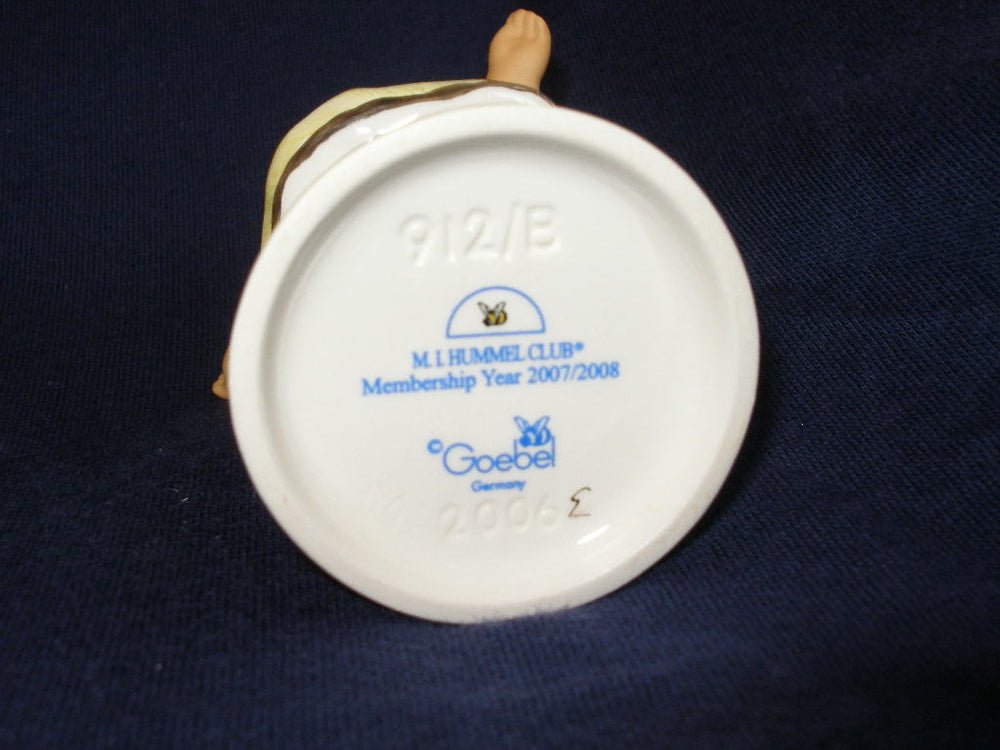 912/B
M. I. HUMMEL CLUB®
Membership Year 2007/2008
© Goebel
Germany
2006 ξ